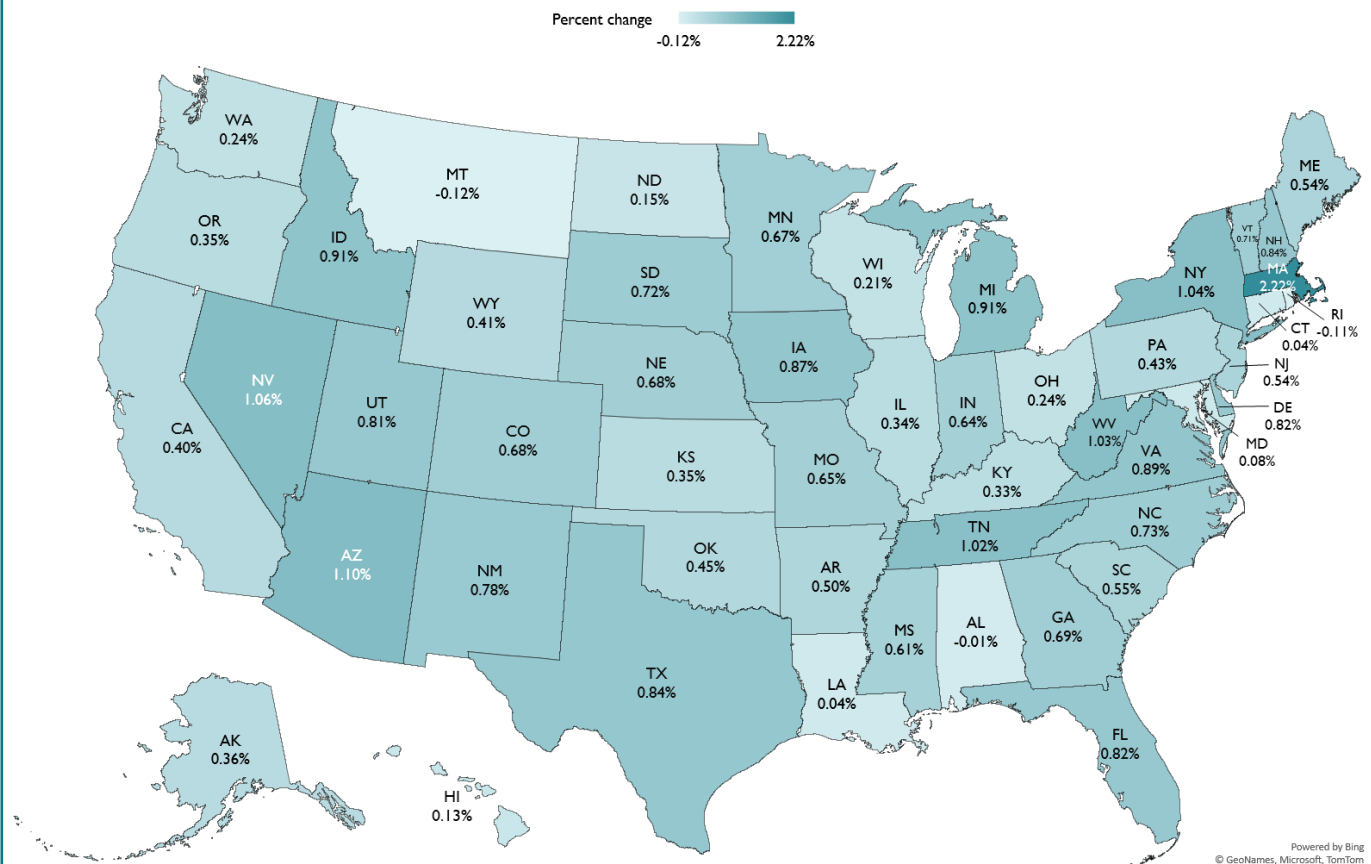 Percent change
-0.12% 2.22%
WA
0.24%
MT
-0.12%
ND
0.15%
MN
0.67%
ME
0.54%
OR
0.35%
ID
0.91%
WI
0.21%
VT
0.71%
NH
0.84%
SD
0.72%
MI
0.91%
NY
1.04%
MA
2.22%
WY
0.41%
RI
-0.11%
CT
0.04%
IA
0.87%
PA
0.43%
NJ
0.54%
NE
0.68%
OH
0.24%
NV
1.06%
UT
0.81%
IL
0.34%
IN
0.64%
DE
0.82%
CA
0.40%
CO
0.68%
WV
1.03%
MD
0.08%
KS
0.35%
MO
0.65%
VA
0.89%
KY
0.33%
NC
0.73%
TN
1.02%
AZ
1.10%
NM
0.78%
OK
0.45%
AR
0.50%
SC
0.55%
MS
0.61%
AL
-0.01%
GA
0.69%
TX
0.84%
LA
0.04%
AK
0.36%
FL
0.82%
HI
0.13%
Powered by Bing
© GeoNames, Microsoft, TomTom